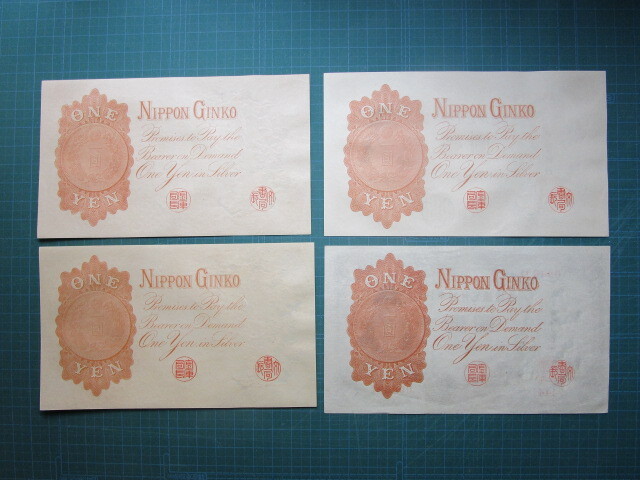 ONE
YEN
NIPPON GINKO
Promises to Pay the
Bearer on Demand
One Yen in Silver
ONE
YEN
NIPPON GINKO
Promises to Pay the
Bearer on Demand
One Yen in Silver
ONE
YEN
NIPPON GINKO
Promises to Pay the
Bearer on Demand
One Yen in Silver
ONE
YEN
NIPPON GINKO
Promises to Pay the
Bearer on Demand
One Yen in Silver